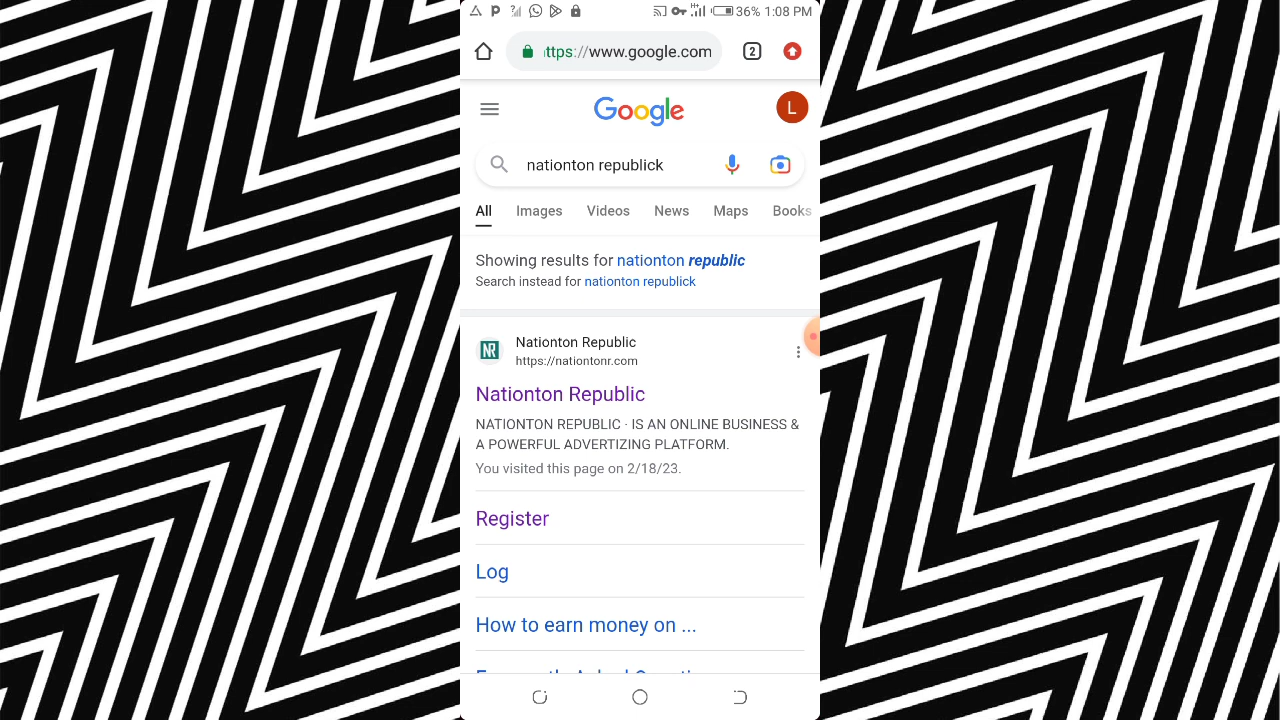 36% 1:08 PM
ttps://www.google.com
2
Google
L
nationton republick
All Images Videos News Maps Books
Showing results for nationton republic
Search instead for nationton republick
NR
Nationton Republic
https://nationtonr.com
Nationton Republic
NATIONTON REPUBLIC · IS AN ONLINE BUSINESS &
A POWERFUL ADVERTIZING PLATFORM.
You visited this page on 2/18/23.
Register
Log
How to earn money on ...